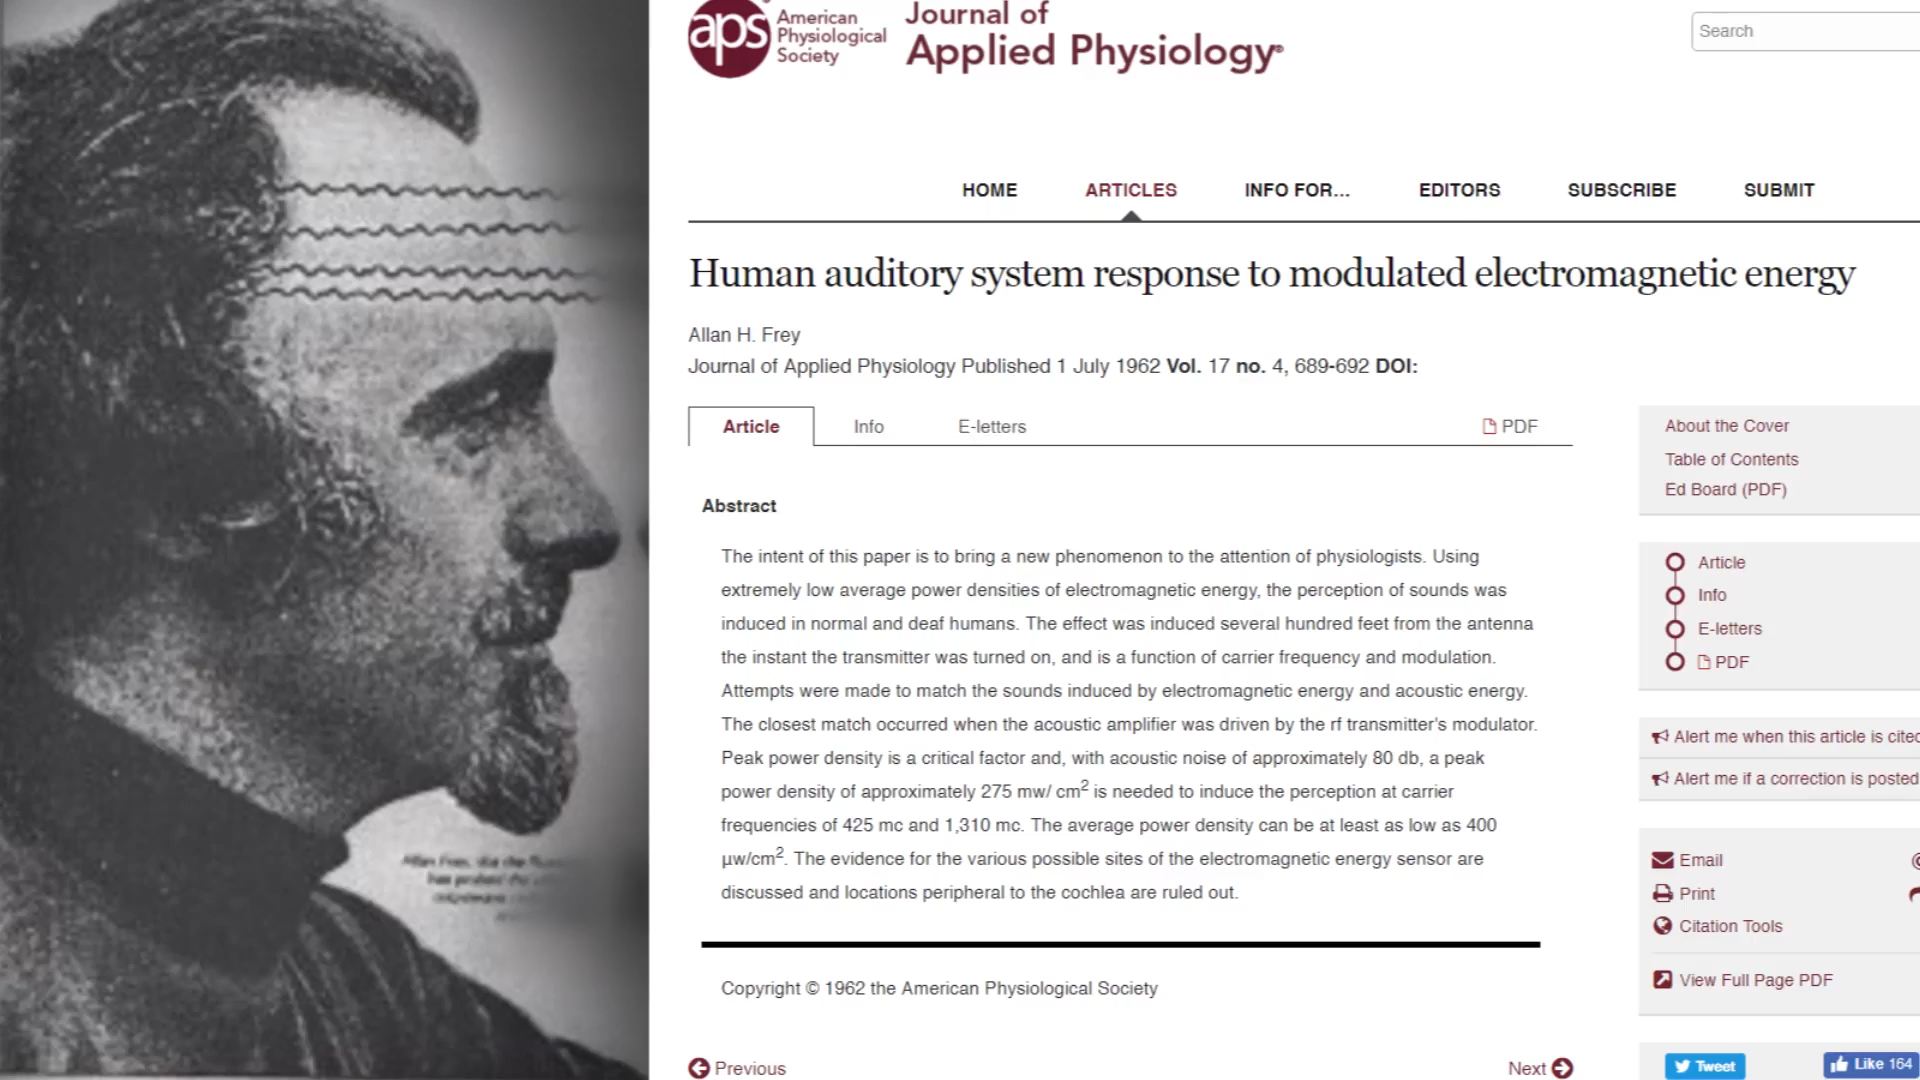 aps
American
Physiological
Society
Journal of
Applied Physiology®
Search
HOME ARTICLES INFO FOR... EDITORS SUBSCRIBE SUBMIT
Human auditory system response to modulated electromagnetic energy
Allan H. Frey
Journal of Applied Physiology Published 1 July 1962 Vol. 17 no. 4, 689-692 DOI:
Article Info E-letters PDF
Abstract
The intent of this paper is to bring a new phenomenon to the attention of physiologists. Using
extremely low average power densities of electromagnetic energy, the perception of sounds was
induced in normal and deaf humans. The effect was induced several hundred feet from the antenna
the instant the transmitter was turned on, and is a function of carrier frequency and modulation.
Attempts were made to match the sounds induced by electromagnetic energy and acoustic energy.
The closest match occurred when the acoustic amplifier was driven by the rf transmitter's modulator.
Peak power density is a critical factor and, with acoustic noise of approximately 80 db, a peak
power density of approximately 275 mw/ cm² is needed to induce the perception at carrier
frequencies of 425 mc and 1,310 mc. The average power density can be at least as low as 400
μw/cm². The evidence for the various possible sites of the electromagnetic energy sensor are
discussed and locations peripheral to the cochlea are ruled out.
Copyright © 1962 the American Physiological Society
Previous Next
About the Cover
Table of Contents
Ed Board (PDF)
Article
Info
E-letters
PDF
Alert me when this article is cited
Alert me if a correction is posted
Email
Print
Citation Tools
View Full Page PDF
Tweet Like 164